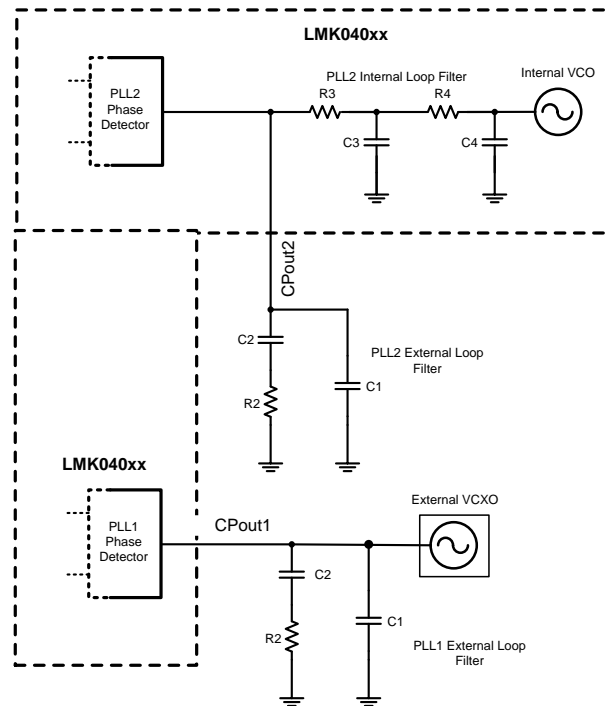 LMK040xx
PLL2
Phase
Detector
PLL2 Internal Loop Filter
Internal VCO
R3
R4
C3
C4
CPout2
C2
R2
C1
PLL2 External Loop
Filter
LMK040xx
PLL1
Phase
Detector
CPout1
External VCXO
C2
R2
C1
PLL1 External Loop
Filter